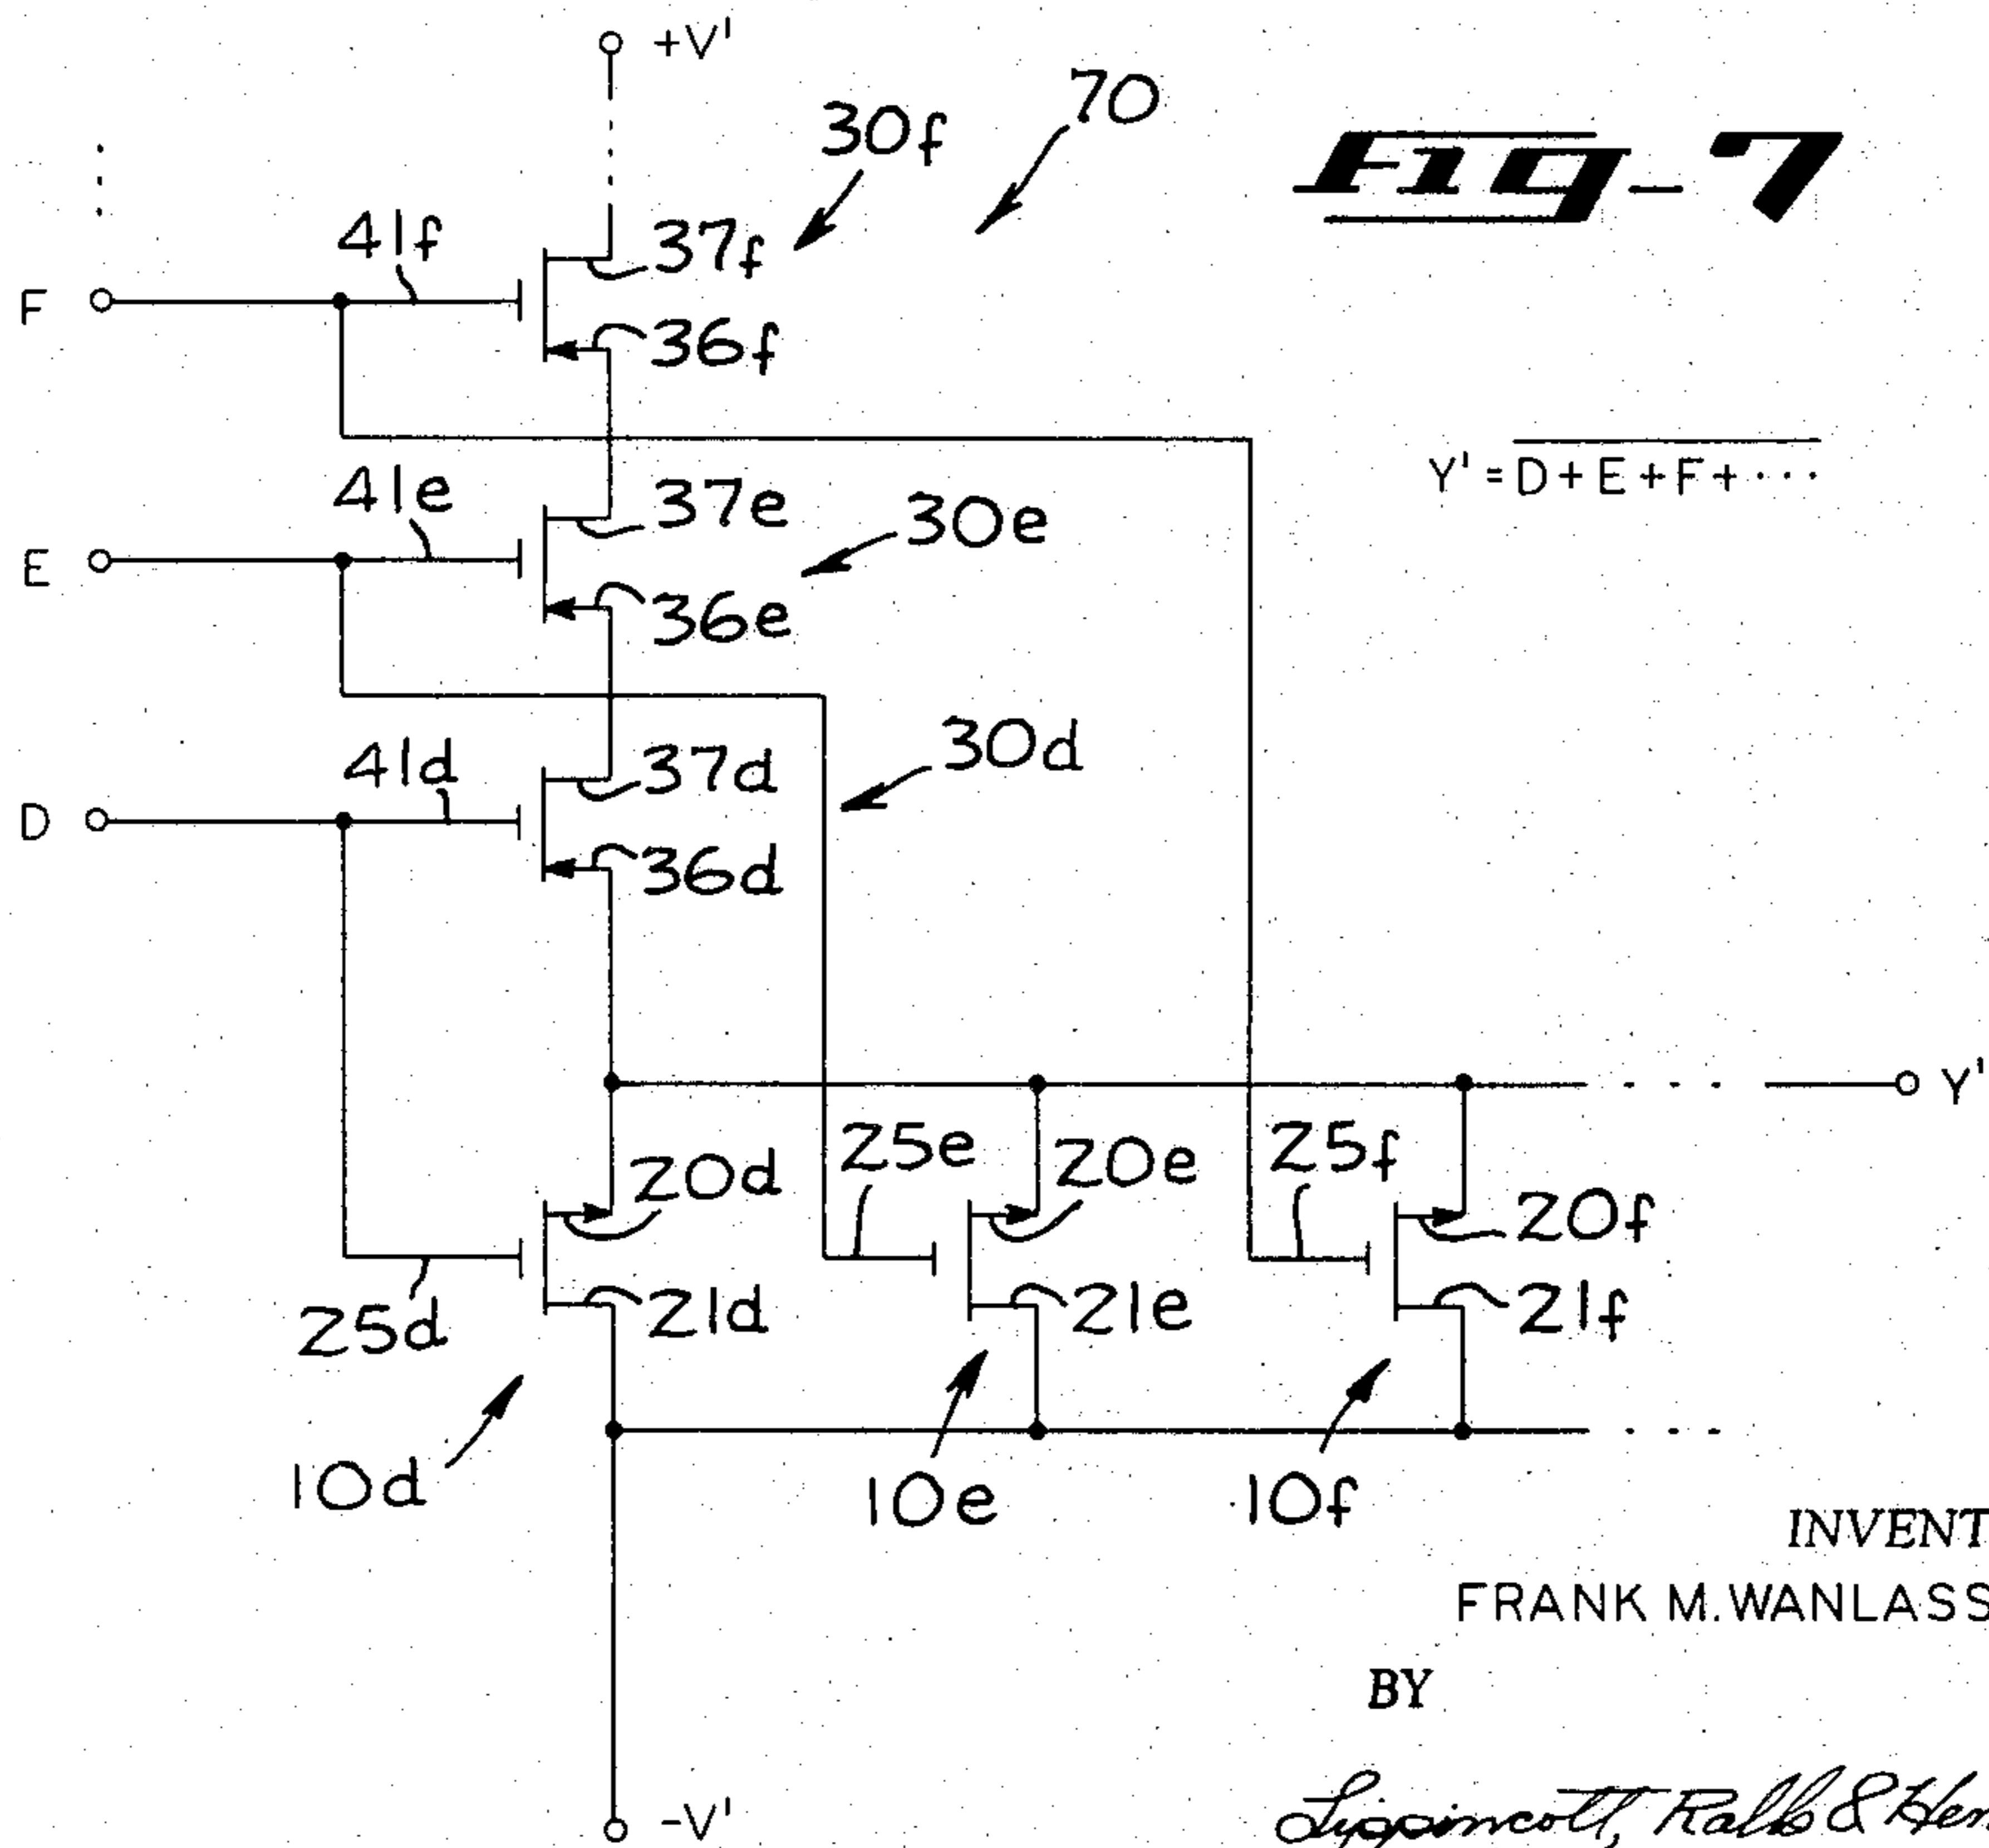 +V'
70
30f
Fig-7
41f
37f
F
36f
Y' = D + E + F + ···
41e
37e
30e
E
36e
30d
41d
37d
D
36d
Y'
25e
20e
25f
20d
20f
25d
21d
21e
21f
10d
10e
10f
INVENT
FRANK M. WANLASS
BY
Lippincott, Ralls & Hen
-V'